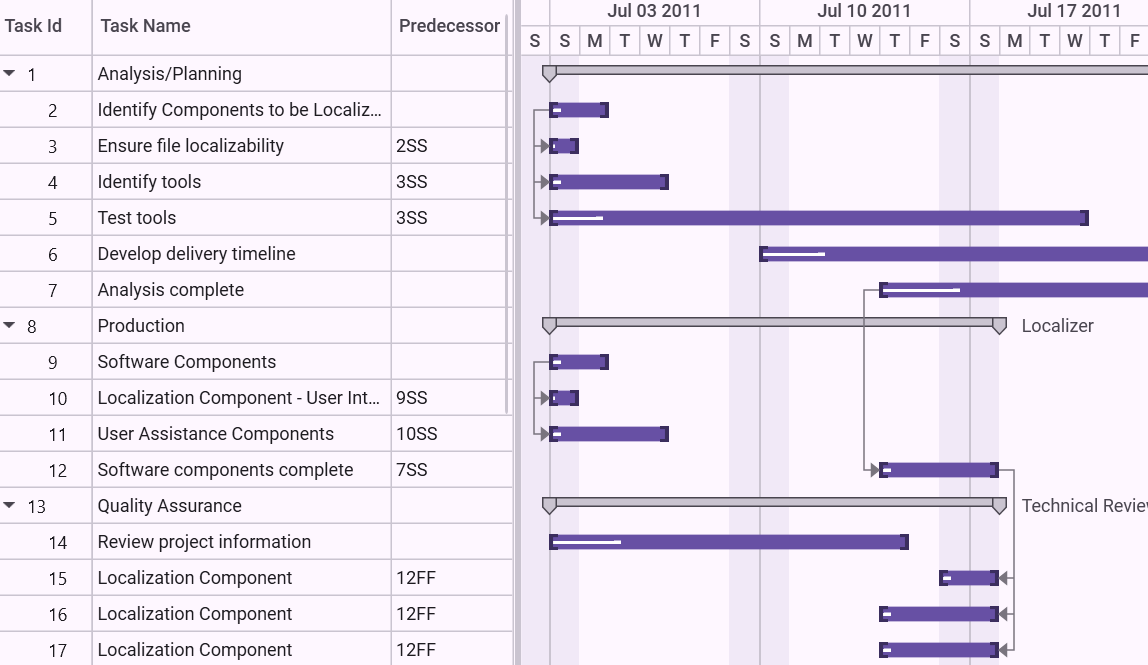 Task Id Task Name Predecessor Jul 03 2011 Jul 10 2011 Jul 17 2011
S S M T W T F S S M T W T F S S M T W T F
1 Analysis/Planning
2 Identify Components to be Localiz...
3 Ensure file localizability 2SS
4 Identify tools 3SS
5 Test tools 3SS
6 Develop delivery timeline
7 Analysis complete
8 Production Localizer
9 Software Components
10 Localization Component - User Int... 9SS
11 User Assistance Components 10SS
12 Software components complete 7SS
13 Quality Assurance Technical Review
14 Review project information
15 Localization Component 12FF
16 Localization Component 12FF
17 Localization Component 12FF